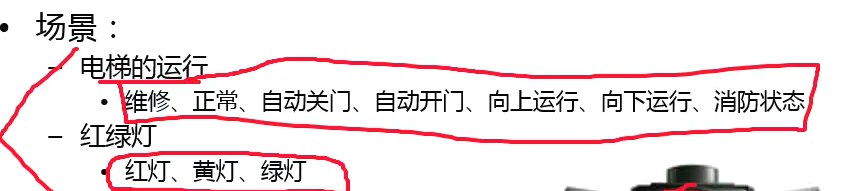 • 场景：
– 电梯的运行
• 维修、正常、自动关门、自动开门、向上运行、向下运行、消防状态
– 红绿灯
• 红灯、黄灯、绿灯